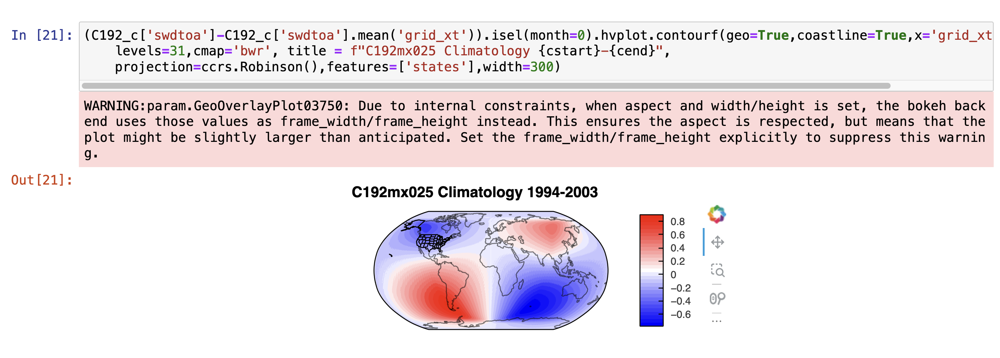 In [21]: (C192_c['swdtoa']-C192_c['swdtoa'].mean('grid_xt')).isel(month=0).hvplot.contourf(geo=True,coastline=True,x='grid_xt
levels=31,cmap='bwr', title = f"C192mx025 Climatology {cstart}-{cend}",
projection=ccrs.Robinson(),features=['states'],width=300)
WARNING:param.GeoOverlayPlot03750: Due to internal constraints, when aspect and width/height is set, the bokeh back
end uses those values as frame_width/frame_height instead. This ensures the aspect is respected, but means that the
plot might be slightly larger than anticipated. Set the frame_width/frame_height explicitly to suppress this warnin
g.
Out[21]:
C192mx025 Climatology 1994-2003
0.8
0.6
0.4
0.2
0
−0.2
−0.4
−0.6